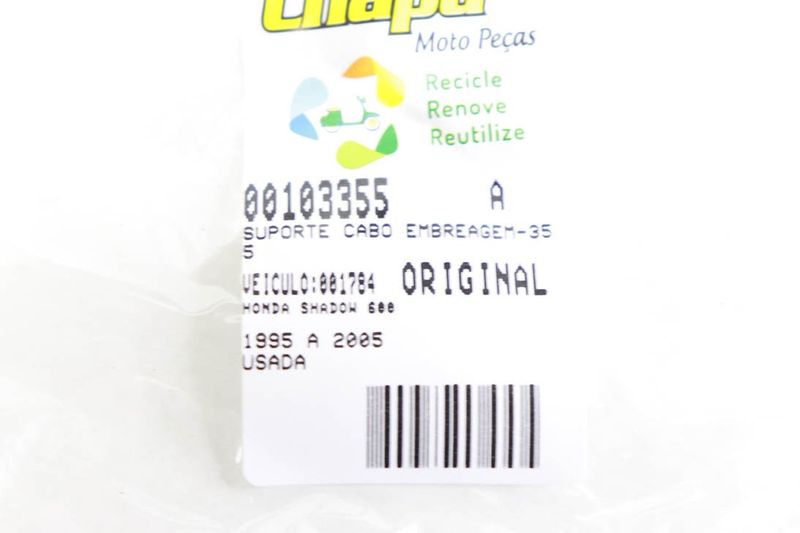 Chapa
Moto Peças
Recicle
Renove
Reutilize
00103355 A
SUPORTE CABO EMBREAGEM-35
5
VEICULO:001784 ORIGINAL
HONDA SHADOW 600
1995 A 2005
USADA